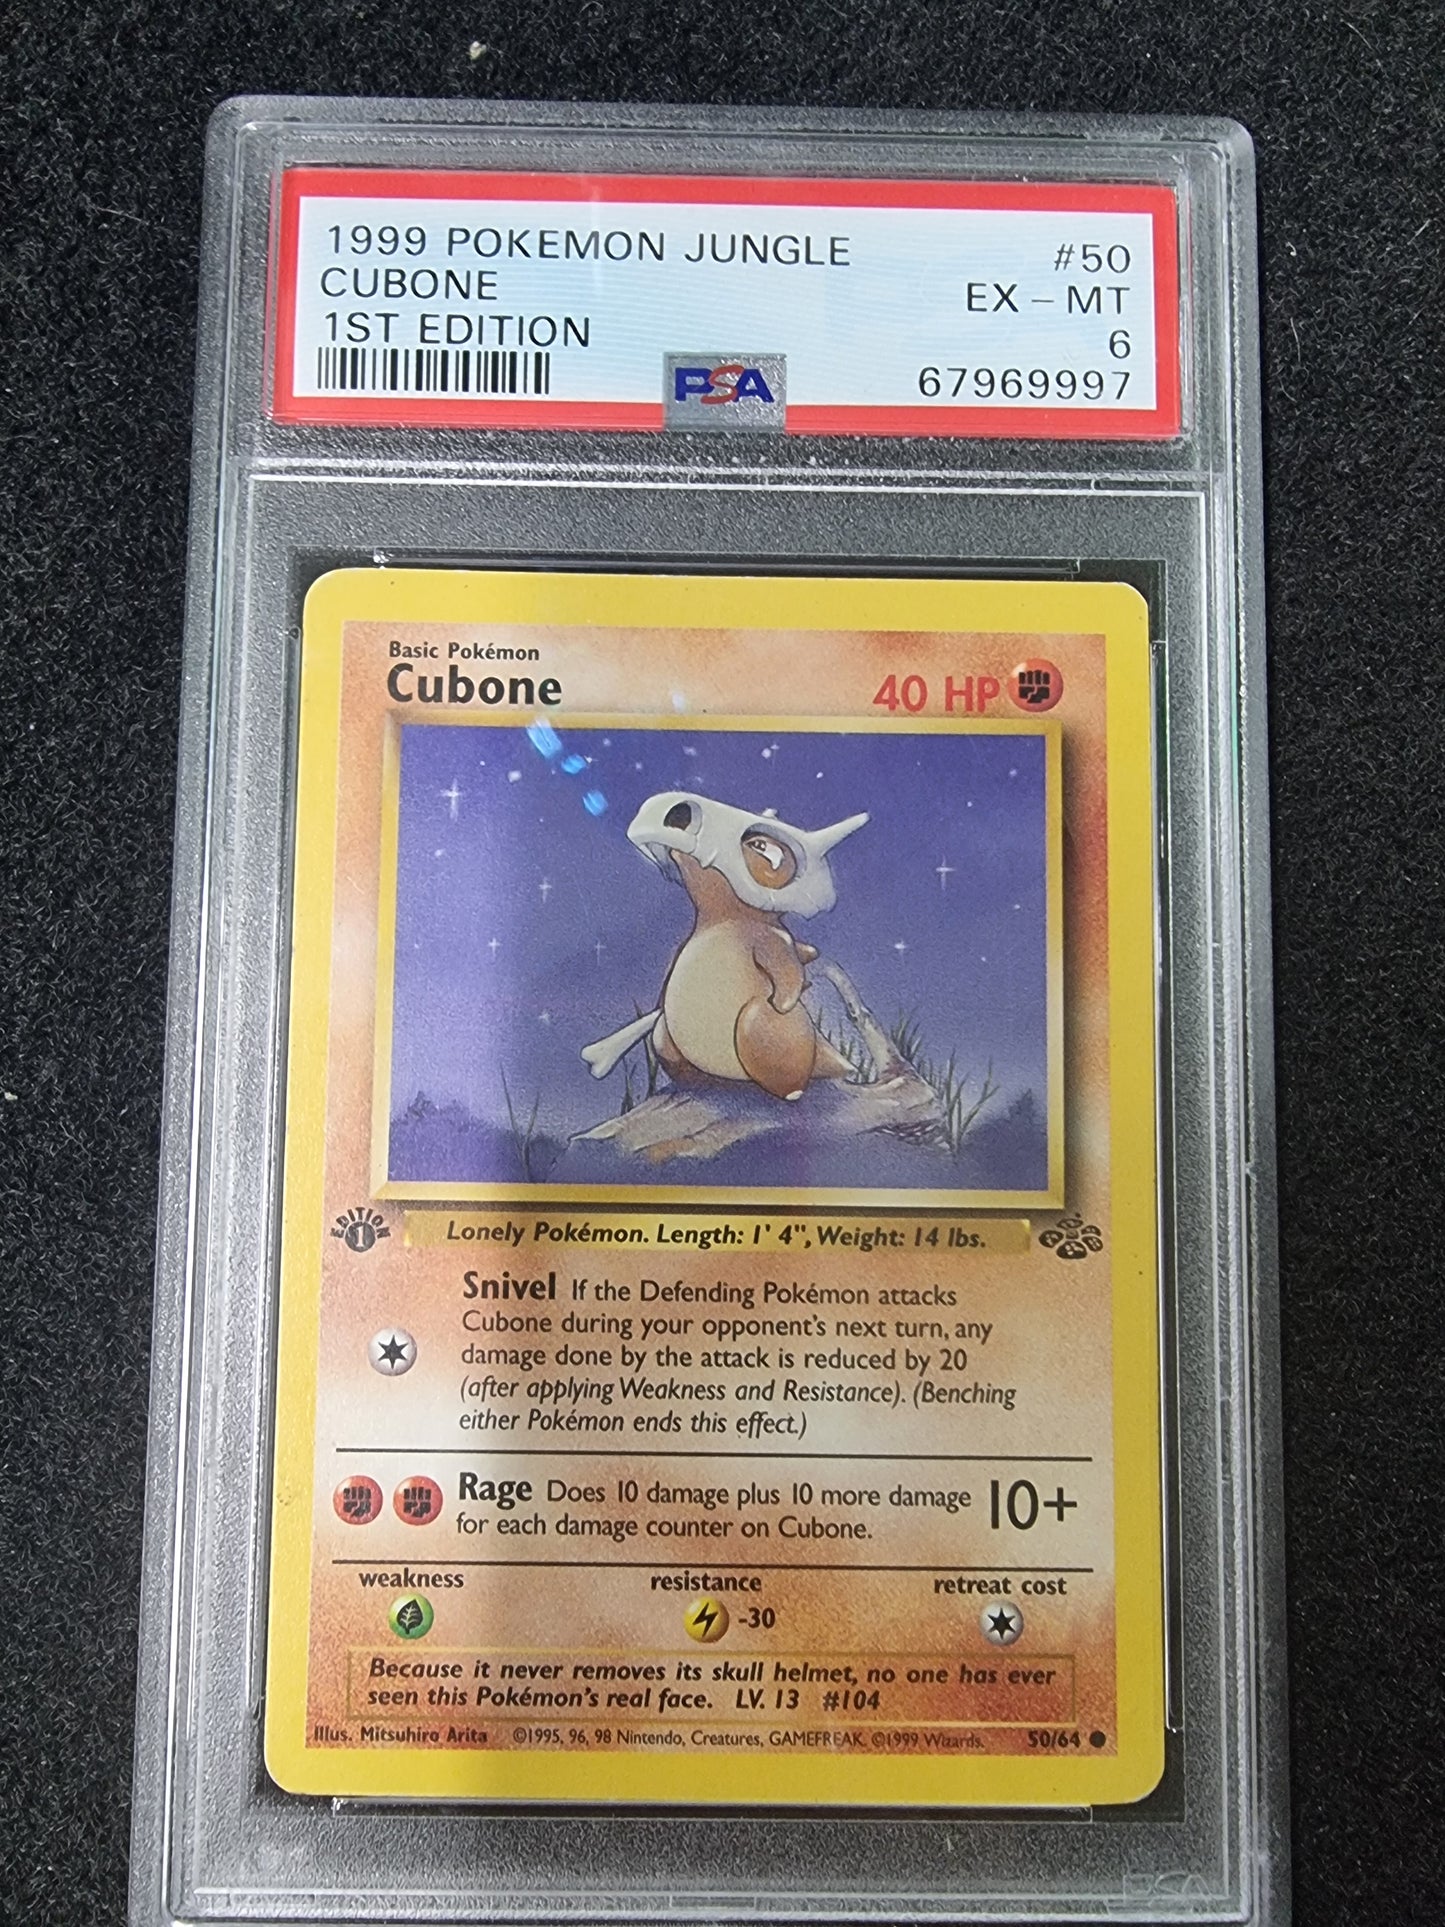 1999 POKEMON JUNGLE #50
CUBONE EX - MT
1ST EDITION 6
PSA 67969997
Basic Pokémon
Cubone 40 HP
EDITION 1
Lonely Pokémon. Length: 1' 4", Weight: 14 lbs.
Snivel If the Defending Pokémon attacks
Cubone during your opponent's next turn, any
damage done by the attack is reduced by 20
(after applying Weakness and Resistance). (Benching
either Pokémon ends this effect.)
Rage Does 10 damage plus 10 more damage 10+
for each damage counter on Cubone.
weakness resistance retreat cost
-30
Because it never removes its skull helmet, no one has ever
seen this Pokémon's real face. LV. 13 #104
Illus. Mitsuhiro Arita ©1995, 96, 98 Nintendo, Creatures, GAMEFREAK. ©1999 Wizards. 50/64
PSA